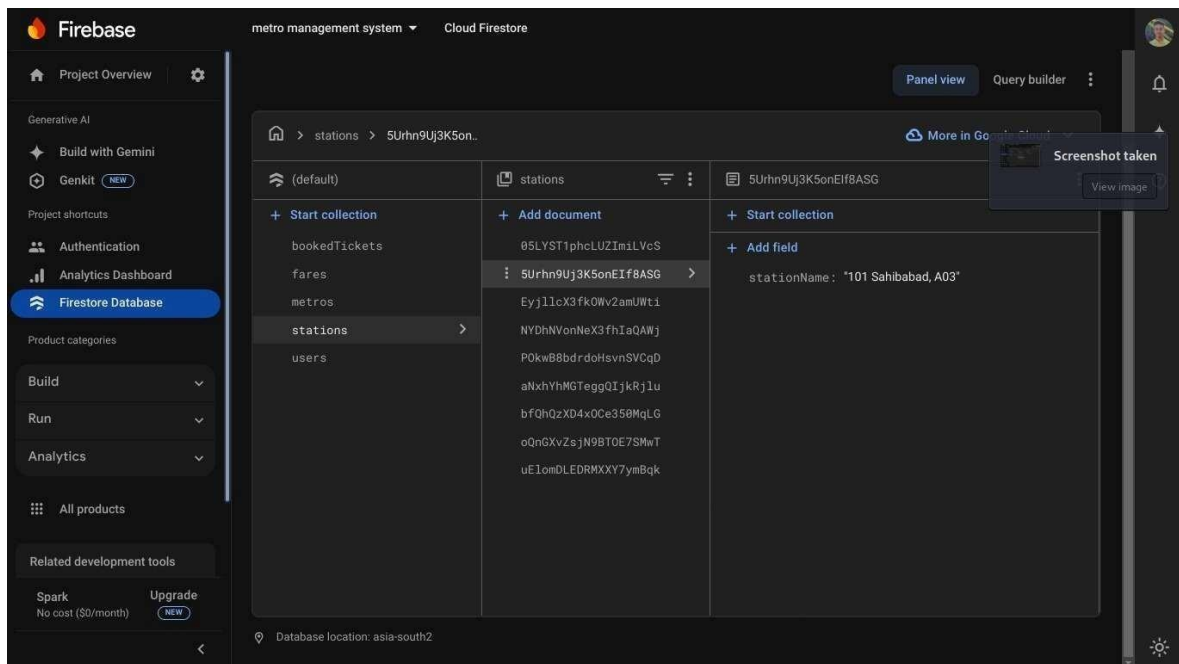 Firebase
metro management system
Cloud Firestore
Project Overview
Panel view
Query builder
Generative AI
Build with Gemini
Genkit NEW
Project shortcuts
Authentication
Analytics Dashboard
Firestore Database
Product categories
Build
Run
Analytics
All products
Related development tools
Spark
No cost ($0/month)
Upgrade
NEW
> stations > 5Urhn9Uj3K5on..
More in Google Cloud
Screenshot taken
View image
(default)
+ Start collection
bookedTickets
fares
metros
stations
users
stations
+ Add document
05LYST1phcLUZImiLVcS
5Urhn9Uj3K5onEIf8ASG
EyjllcX3fkOWv2amUWti
NYDhNVonNeX3fhIaQAWj
POkwB8bdrdoHsvnSVCqD
aNxhYhMGTeggQIjkRjlu
bfQhQzXD4xOCe350MqLG
oQnGXvZsjN9BTOE7SMwT
uElomDLEDRMXXY7ymBqk
5Urhn9Uj3K5onEIf8ASG
+ Start collection
+ Add field
stationName: "101 Sahibabad, A03"
Database location: asia-south2